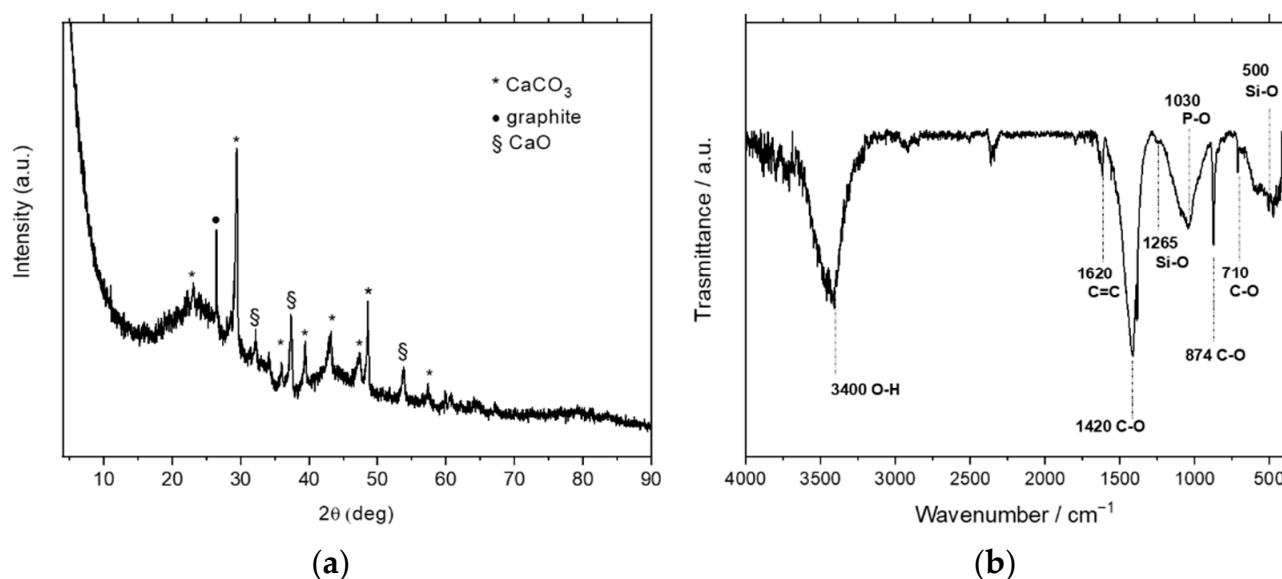 * CaCO₃
● graphite
§ CaO
*
●
*
§
*
§
*
*
*
*
§
*
Intensity (a.u.)
10 20 30 40 50 60 70 80 90
2θ (deg)
(a)
500
Si-O
1030
P-O
1265
Si-O
1620
C=C
710
C-O
874 C-O
3400 O-H
1420 C-O
Trasmittance / a.u.
4000 3500 3000 2500 2000 1500 1000 500
Wavenumber / cm⁻¹
(b)